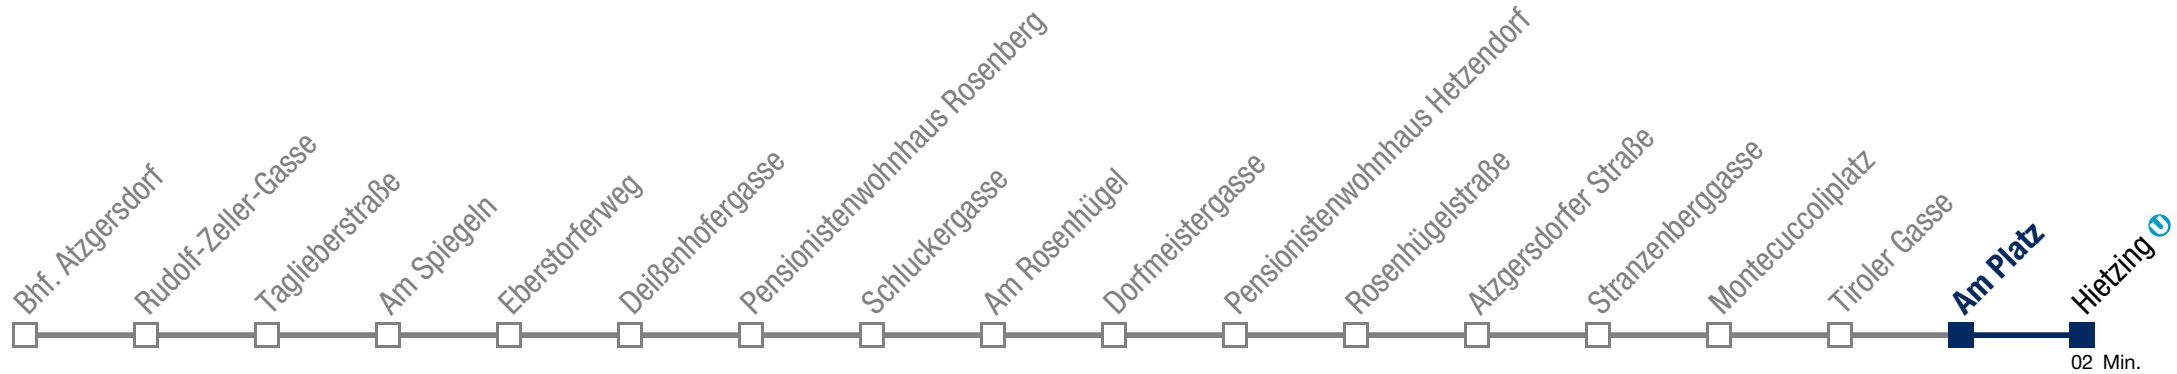 Bhf. Atzgersdorf
Rudolf-Zeller-Gasse
Taglieberstraße
Am Spiegeln
Eberstorferweg
Deißenhofergasse
Pensionistenwohnhaus Rosenberg
Schluckergasse
Am Rosenhügel
Dorfmeistergasse
Pensionistenwohnhaus Hetzendorf
Rosenhügelstraße
Atzgersdorfer Straße
Stranzenberggasse
Montecuccoliplatz
Tiroler Gasse
Am Platz
Hietzing U
02 Min.